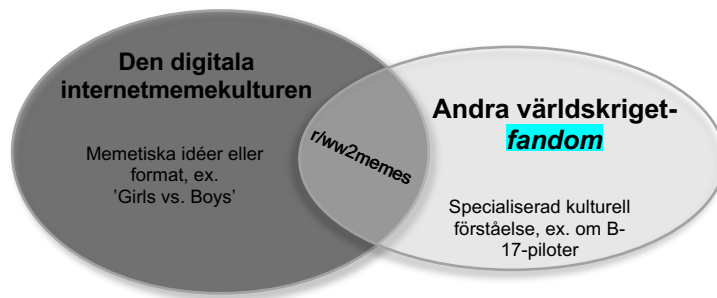 Den digitala
internetmemekulturen
Memetiska idéer eller
format, ex.
’Girls vs. Boys’
r/ww2memes
Andra världskriget-
fandom
Specialiserad kulturell
förståelse, ex. om B-
17-piloter